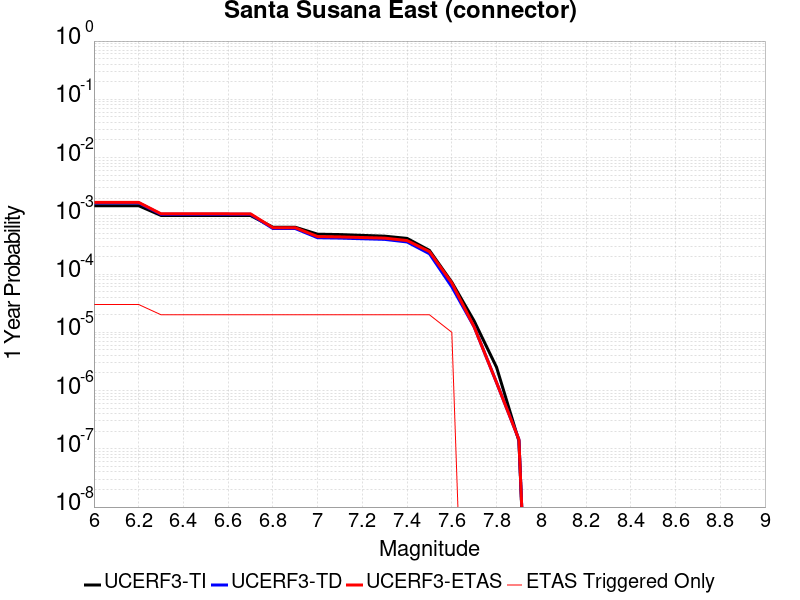 Santa Susana East (connector)
10^0
10^-1
10^-2
10^-3
10^-4
10^-5
10^-6
10^-7
10^-8
1 Year Probability
6 6.2 6.4 6.6 6.8 7 7.2 7.4 7.6 7.8 8 8.2 8.4 8.6 8.8 9
Magnitude
UCERF3-TI UCERF3-TD UCERF3-ETAS ETAS Triggered Only